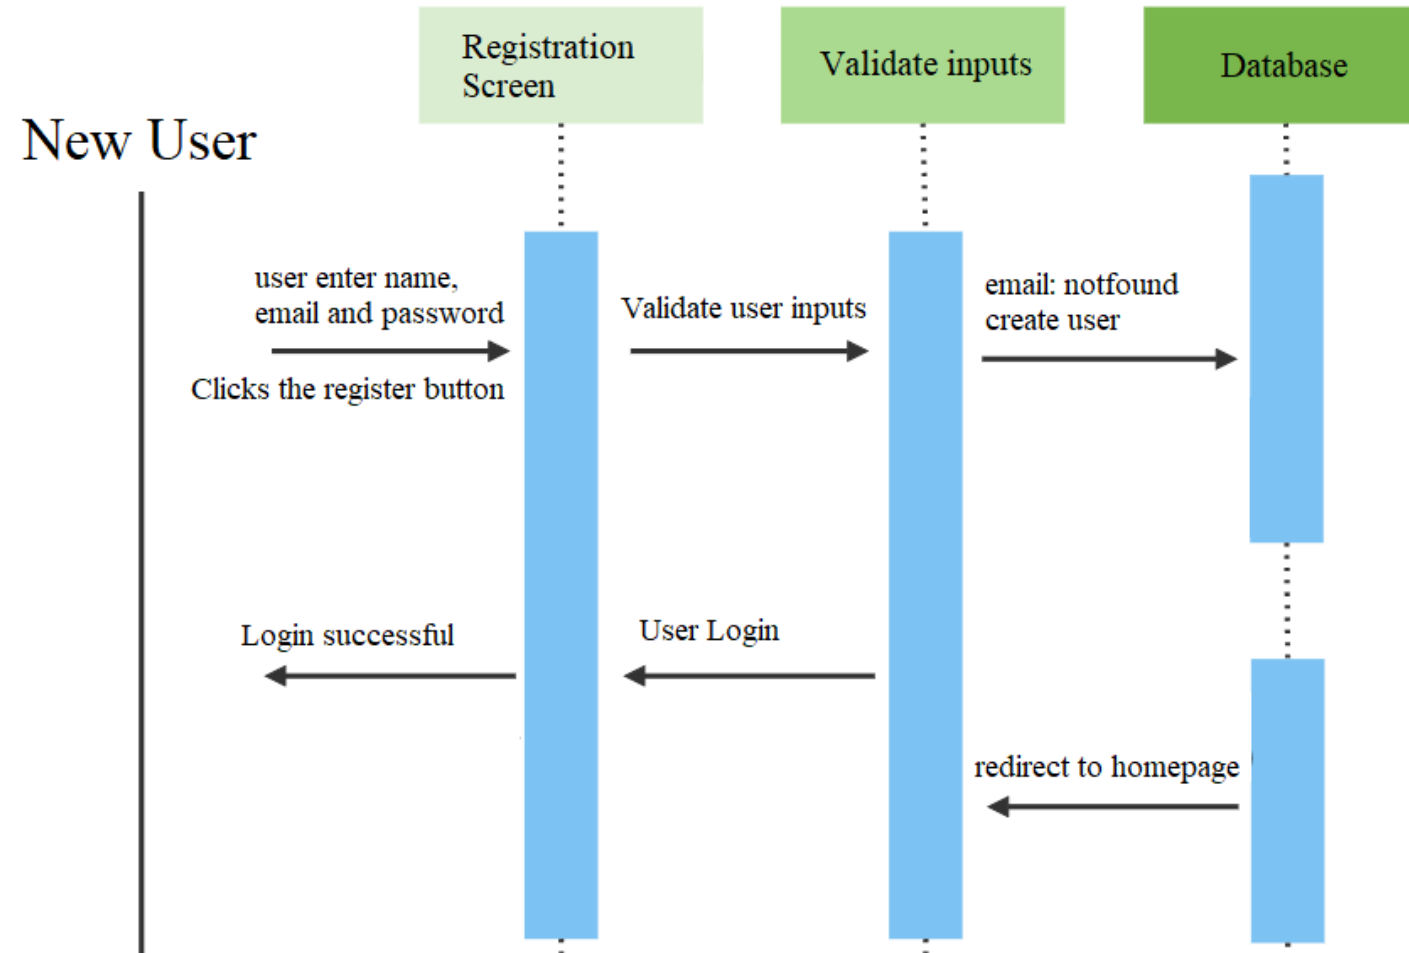 Registration
Screen
Validate inputs
Database
New User
user enter name,
email and password
Clicks the register button
Validate user inputs
email: notfound
create user
Login successful
User Login
redirect to homepage